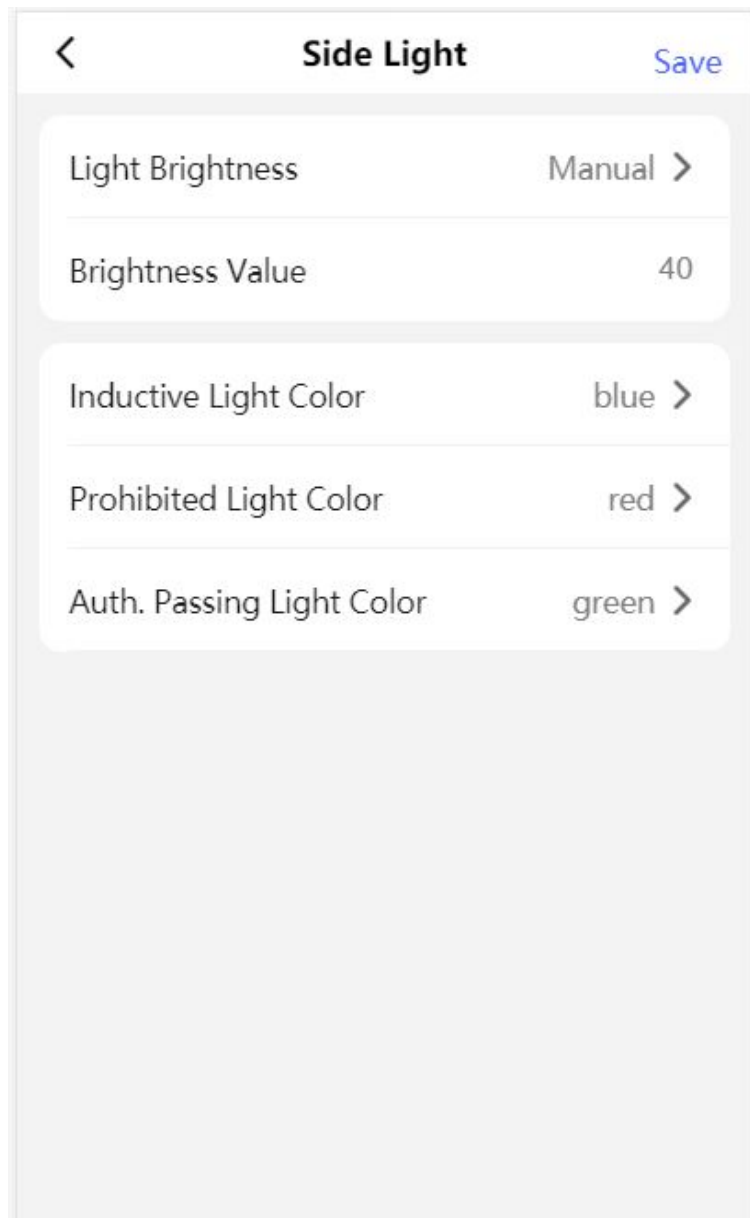 Side Light
Save
Light Brightness Manual
Brightness Value 40
Inductive Light Color blue
Prohibited Light Color red
Auth. Passing Light Color green